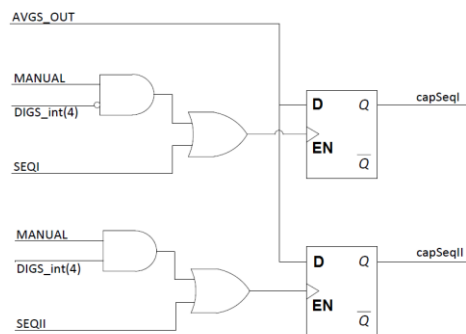 AVGS_OUT
MANUAL
DIGS_int(4)
SEQI
D Q
capSeqI
EN
Q
MANUAL
DIGS_int(4)
SEQII
D Q
capSeqII
EN
Q